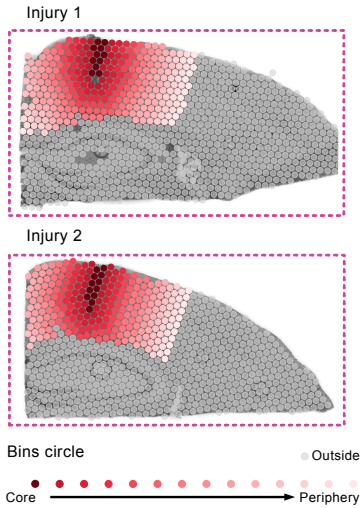 Injury 1
Injury 2
Bins circle
Outside
Core
Periphery